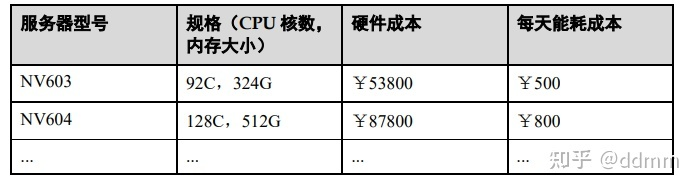 服务器型号 规格（CPU 核数， 硬件成本 每天能耗成本
内存大小）
NV603 92C，324G ￥53800 ￥500
NV604 128C，512G ￥87800 ￥800
... ... ... ...
知乎 @ddmm